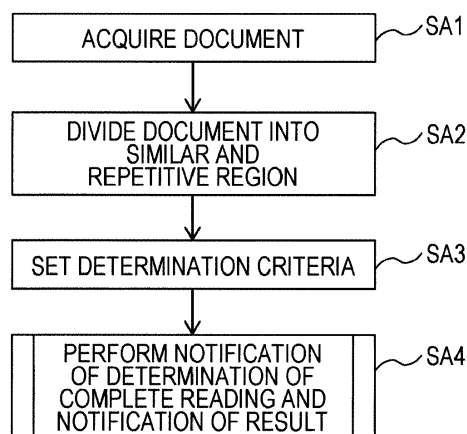 ACQUIRE DOCUMENT
SA1
DIVIDE DOCUMENT INTO
SIMILAR AND
REPETITIVE REGION
SA2
SET DETERMINATION CRITERIA
SA3
PERFORM NOTIFICATION
OF DETERMINATION OF
COMPLETE READING AND
NOTIFICATION OF RESULT
SA4